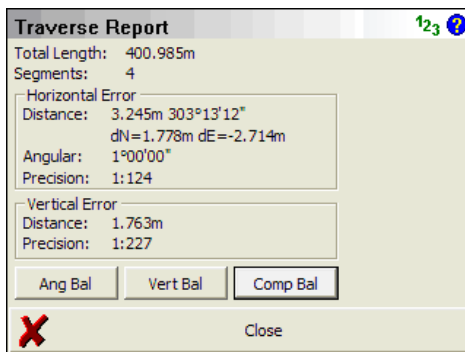 Traverse Report 123 ?
Total Length: 400.985m
Segments: 4
Horizontal Error
Distance: 3.245m 303°13'12"
dN=1.778m dE=-2.714m
Angular: 1°00'00"
Precision: 1:124
Vertical Error
Distance: 1.763m
Precision: 1:227
Ang Bal Vert Bal Comp Bal
Close